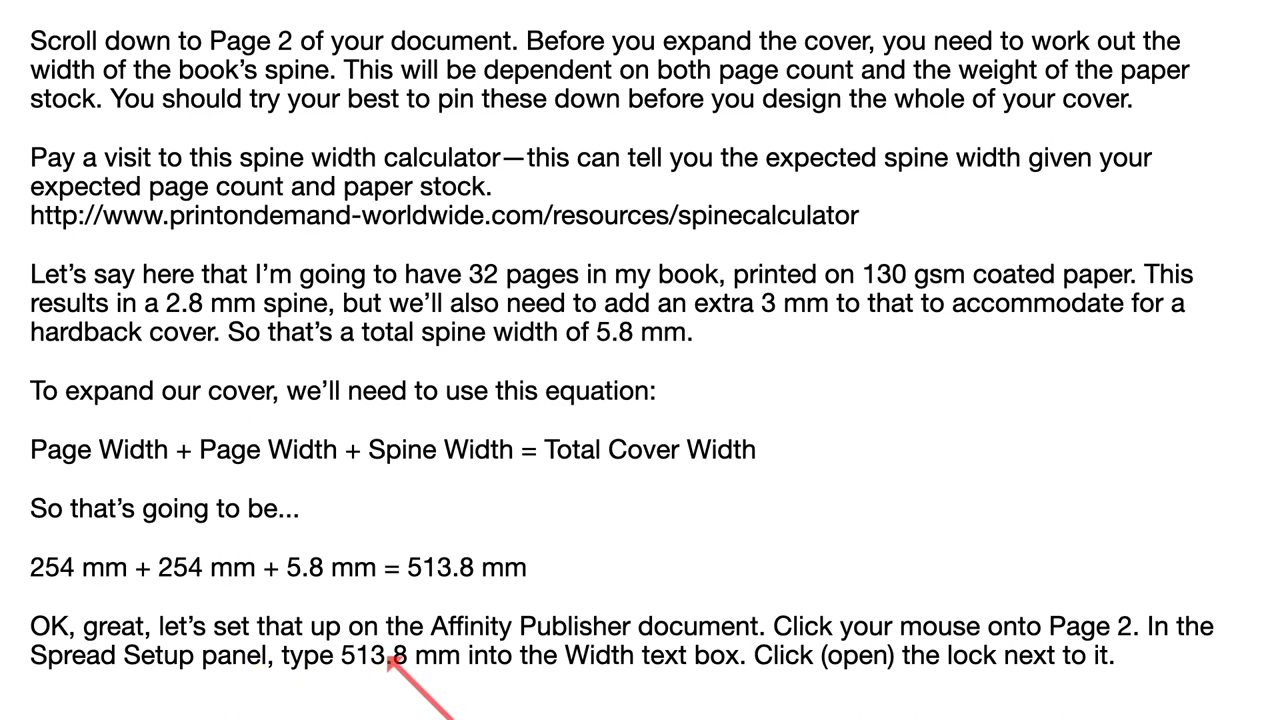 Scroll down to Page 2 of your document. Before you expand the cover, you need to work out the
width of the book’s spine. This will be dependent on both page count and the weight of the paper
stock. You should try your best to pin these down before you design the whole of your cover.
Pay a visit to this spine width calculator—this can tell you the expected spine width given your
expected page count and paper stock.
http://www.printondemand-worldwide.com/resources/spinecalculator
Let’s say here that I’m going to have 32 pages in my book, printed on 130 gsm coated paper. This
results in a 2.8 mm spine, but we’ll also need to add an extra 3 mm to that to accommodate for a
hardback cover. So that’s a total spine width of 5.8 mm.
To expand our cover, we’ll need to use this equation:
Page Width + Page Width + Spine Width = Total Cover Width
So that’s going to be...
254 mm + 254 mm + 5.8 mm = 513.8 mm
OK, great, let’s set that up on the Affinity Publisher document. Click your mouse onto Page 2. In the
Spread Setup panel, type 513.8 mm into the Width text box. Click (open) the lock next to it.